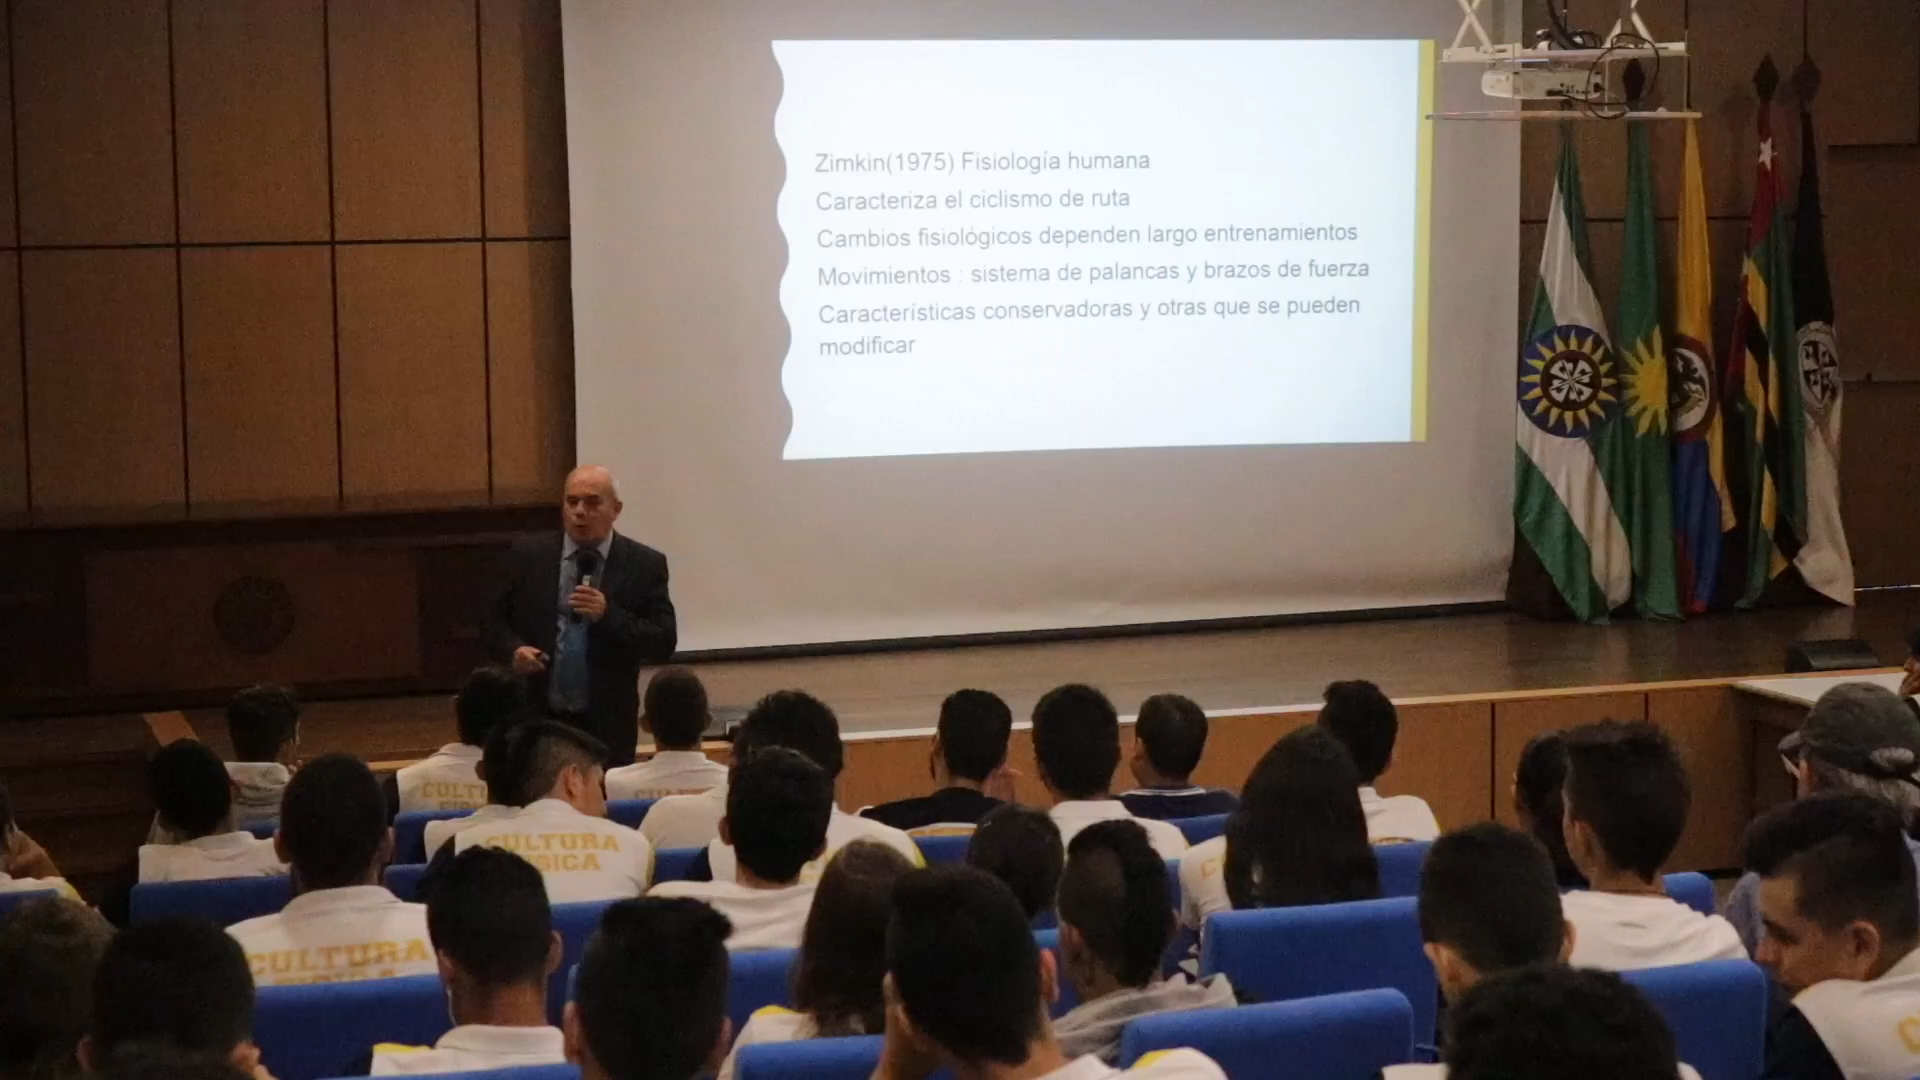 Zimkin(1975) Fisiología humana
Caracteriza el ciclismo de ruta
Cambios fisiológicos dependen largo entrenamientos
Movimientos : sistema de palancas y brazos de fuerza
Características conservadoras y otras que se pueden
modificar
CULTURA
CULTURA
FISICA
CULTURA
FISICA